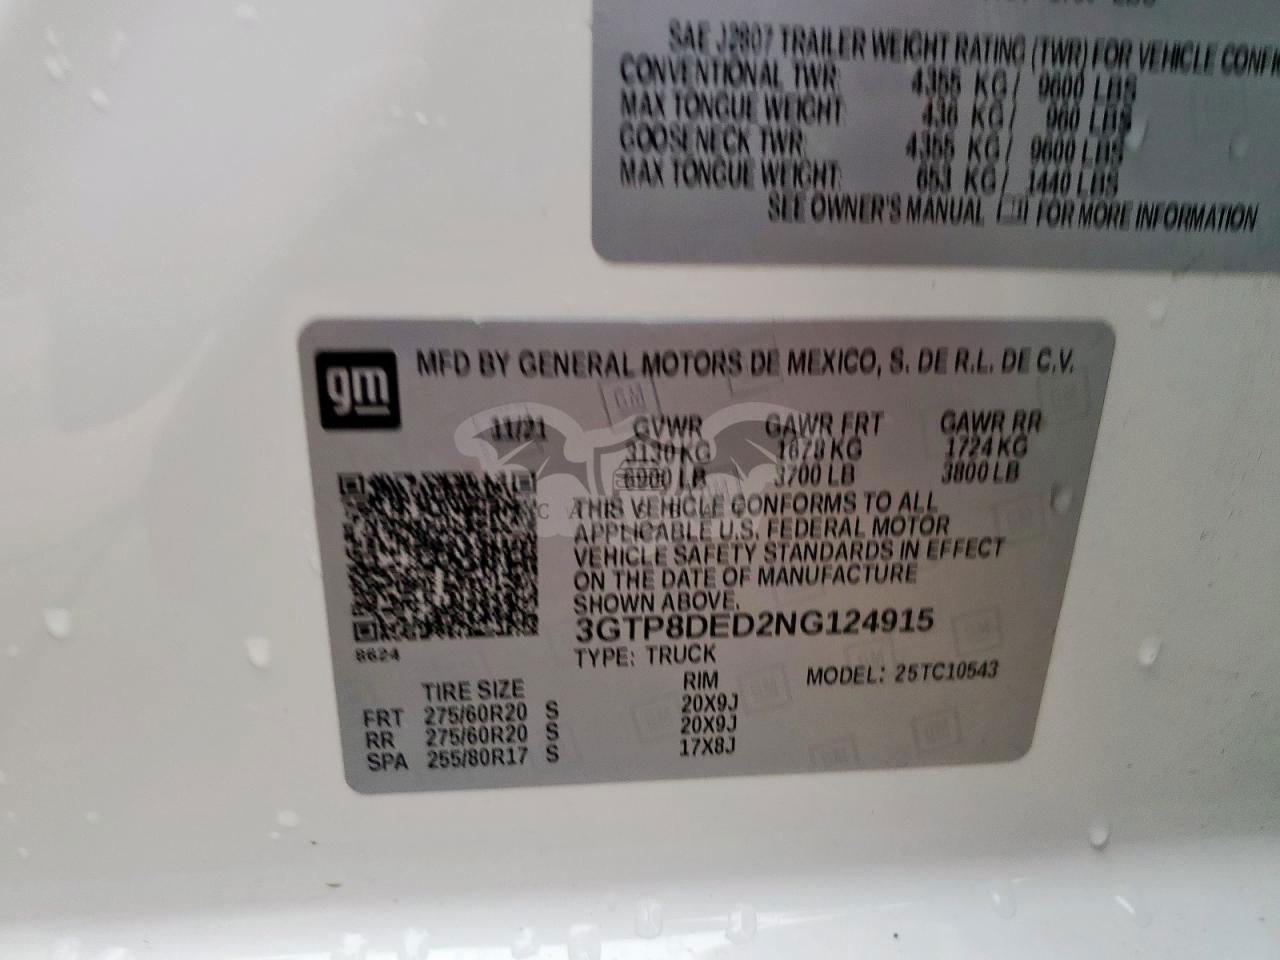 SAE J2807 TRAILER WEIGHT RATING (TWR) FOR VEHICLE CONFI
CONVENTIONAL TWR: 4355 KG/ 9600 LBS
MAX TONGUE WEIGHT: 436 KG/ 960 LBS
GOOSENECK TWR: 4355 KG/ 9600 LBS
MAX TONGUE WEIGHT: 653 KG/ 1440 LBS
SEE OWNER'S MANUAL FOR MORE INFORMATION
gm
MFD BY GENERAL MOTORS DE MEXICO, S. DE R.L. DE C.V.
11/21 GVWR GAWR FRT GAWR RR
3130 KG 1678 KG 1724 KG
6900 LB 3700 LB 3800 LB
THIS VEHICLE CONFORMS TO ALL
APPLICABLE U.S. FEDERAL MOTOR
VEHICLE SAFETY STANDARDS IN EFFECT
ON THE DATE OF MANUFACTURE
SHOWN ABOVE.
3GTP8DED2NG124915
8624
TYPE: TRUCK
MODEL: 25TC10543
TIRE SIZE RIM
FRT 275/60R20 S 20X9J
RR 275/60R20 S 20X9J
SPA 255/80R17 S 17X8J